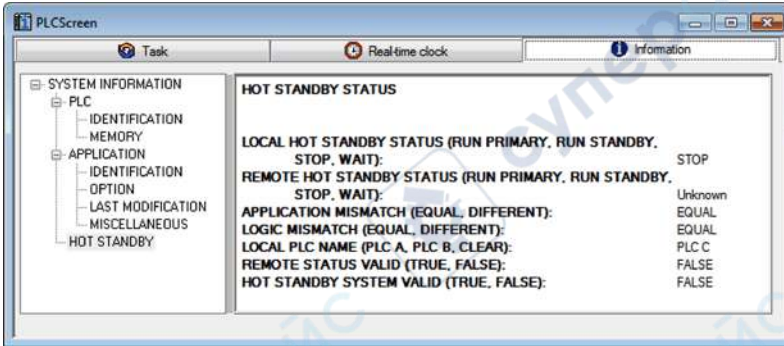 PLCScreen
Task
Real-time clock
Information
SYSTEM INFORMATION
PLC
IDENTIFICATION
MEMORY
APPLICATION
IDENTIFICATION
OPTION
LAST MODIFICATION
MISCELLANEOUS
HOT STANDBY
HOT STANDBY STATUS
LOCAL HOT STANDBY STATUS (RUN PRIMARY, RUN STANDBY,
STOP, WAIT): STOP
REMOTE HOT STANDBY STATUS (RUN PRIMARY, RUN STANDBY,
STOP, WAIT): Unknown
APPLICATION MISMATCH (EQUAL, DIFFERENT): EQUAL
LOGIC MISMATCH (EQUAL, DIFFERENT): EQUAL
LOCAL PLC NAME (PLC A, PLC B, CLEAR): PLC C
REMOTE STATUS VALID (TRUE, FALSE): FALSE
HOT STANDBY SYSTEM VALID (TRUE, FALSE): FALSE
супер